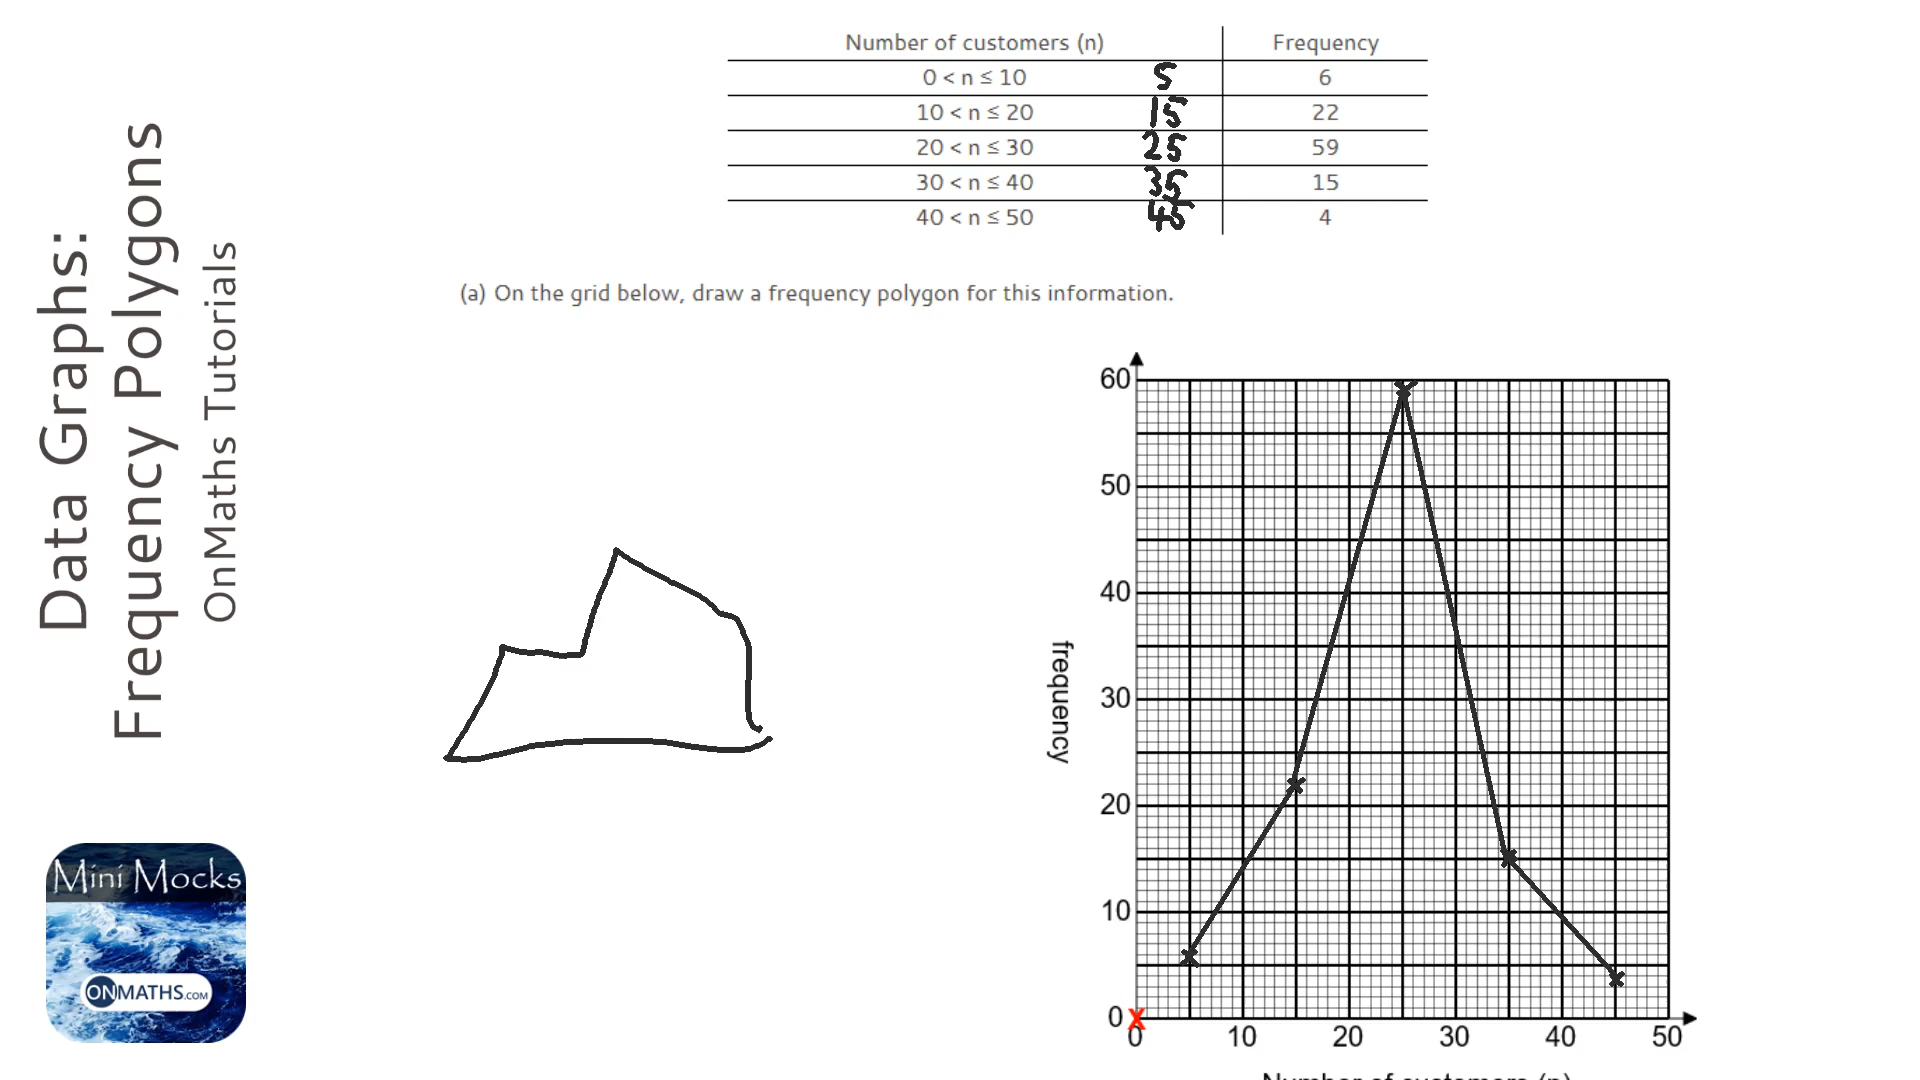 Data Graphs:
Frequency Polygons
OnMaths Tutorials
Number of customers (n) Frequency
0 < n ≤ 10 5 6
10 < n ≤ 20 15 22
20 < n ≤ 30 25 59
30 < n ≤ 40 35 15
40 < n ≤ 50 45 4
(a) On the grid below, draw a frequency polygon for this information.
60
50
40
frequency
30
20
10
0
0 10 20 30 40 50
Number of customers (n)
Mini Mocks
ONMATHS.COM